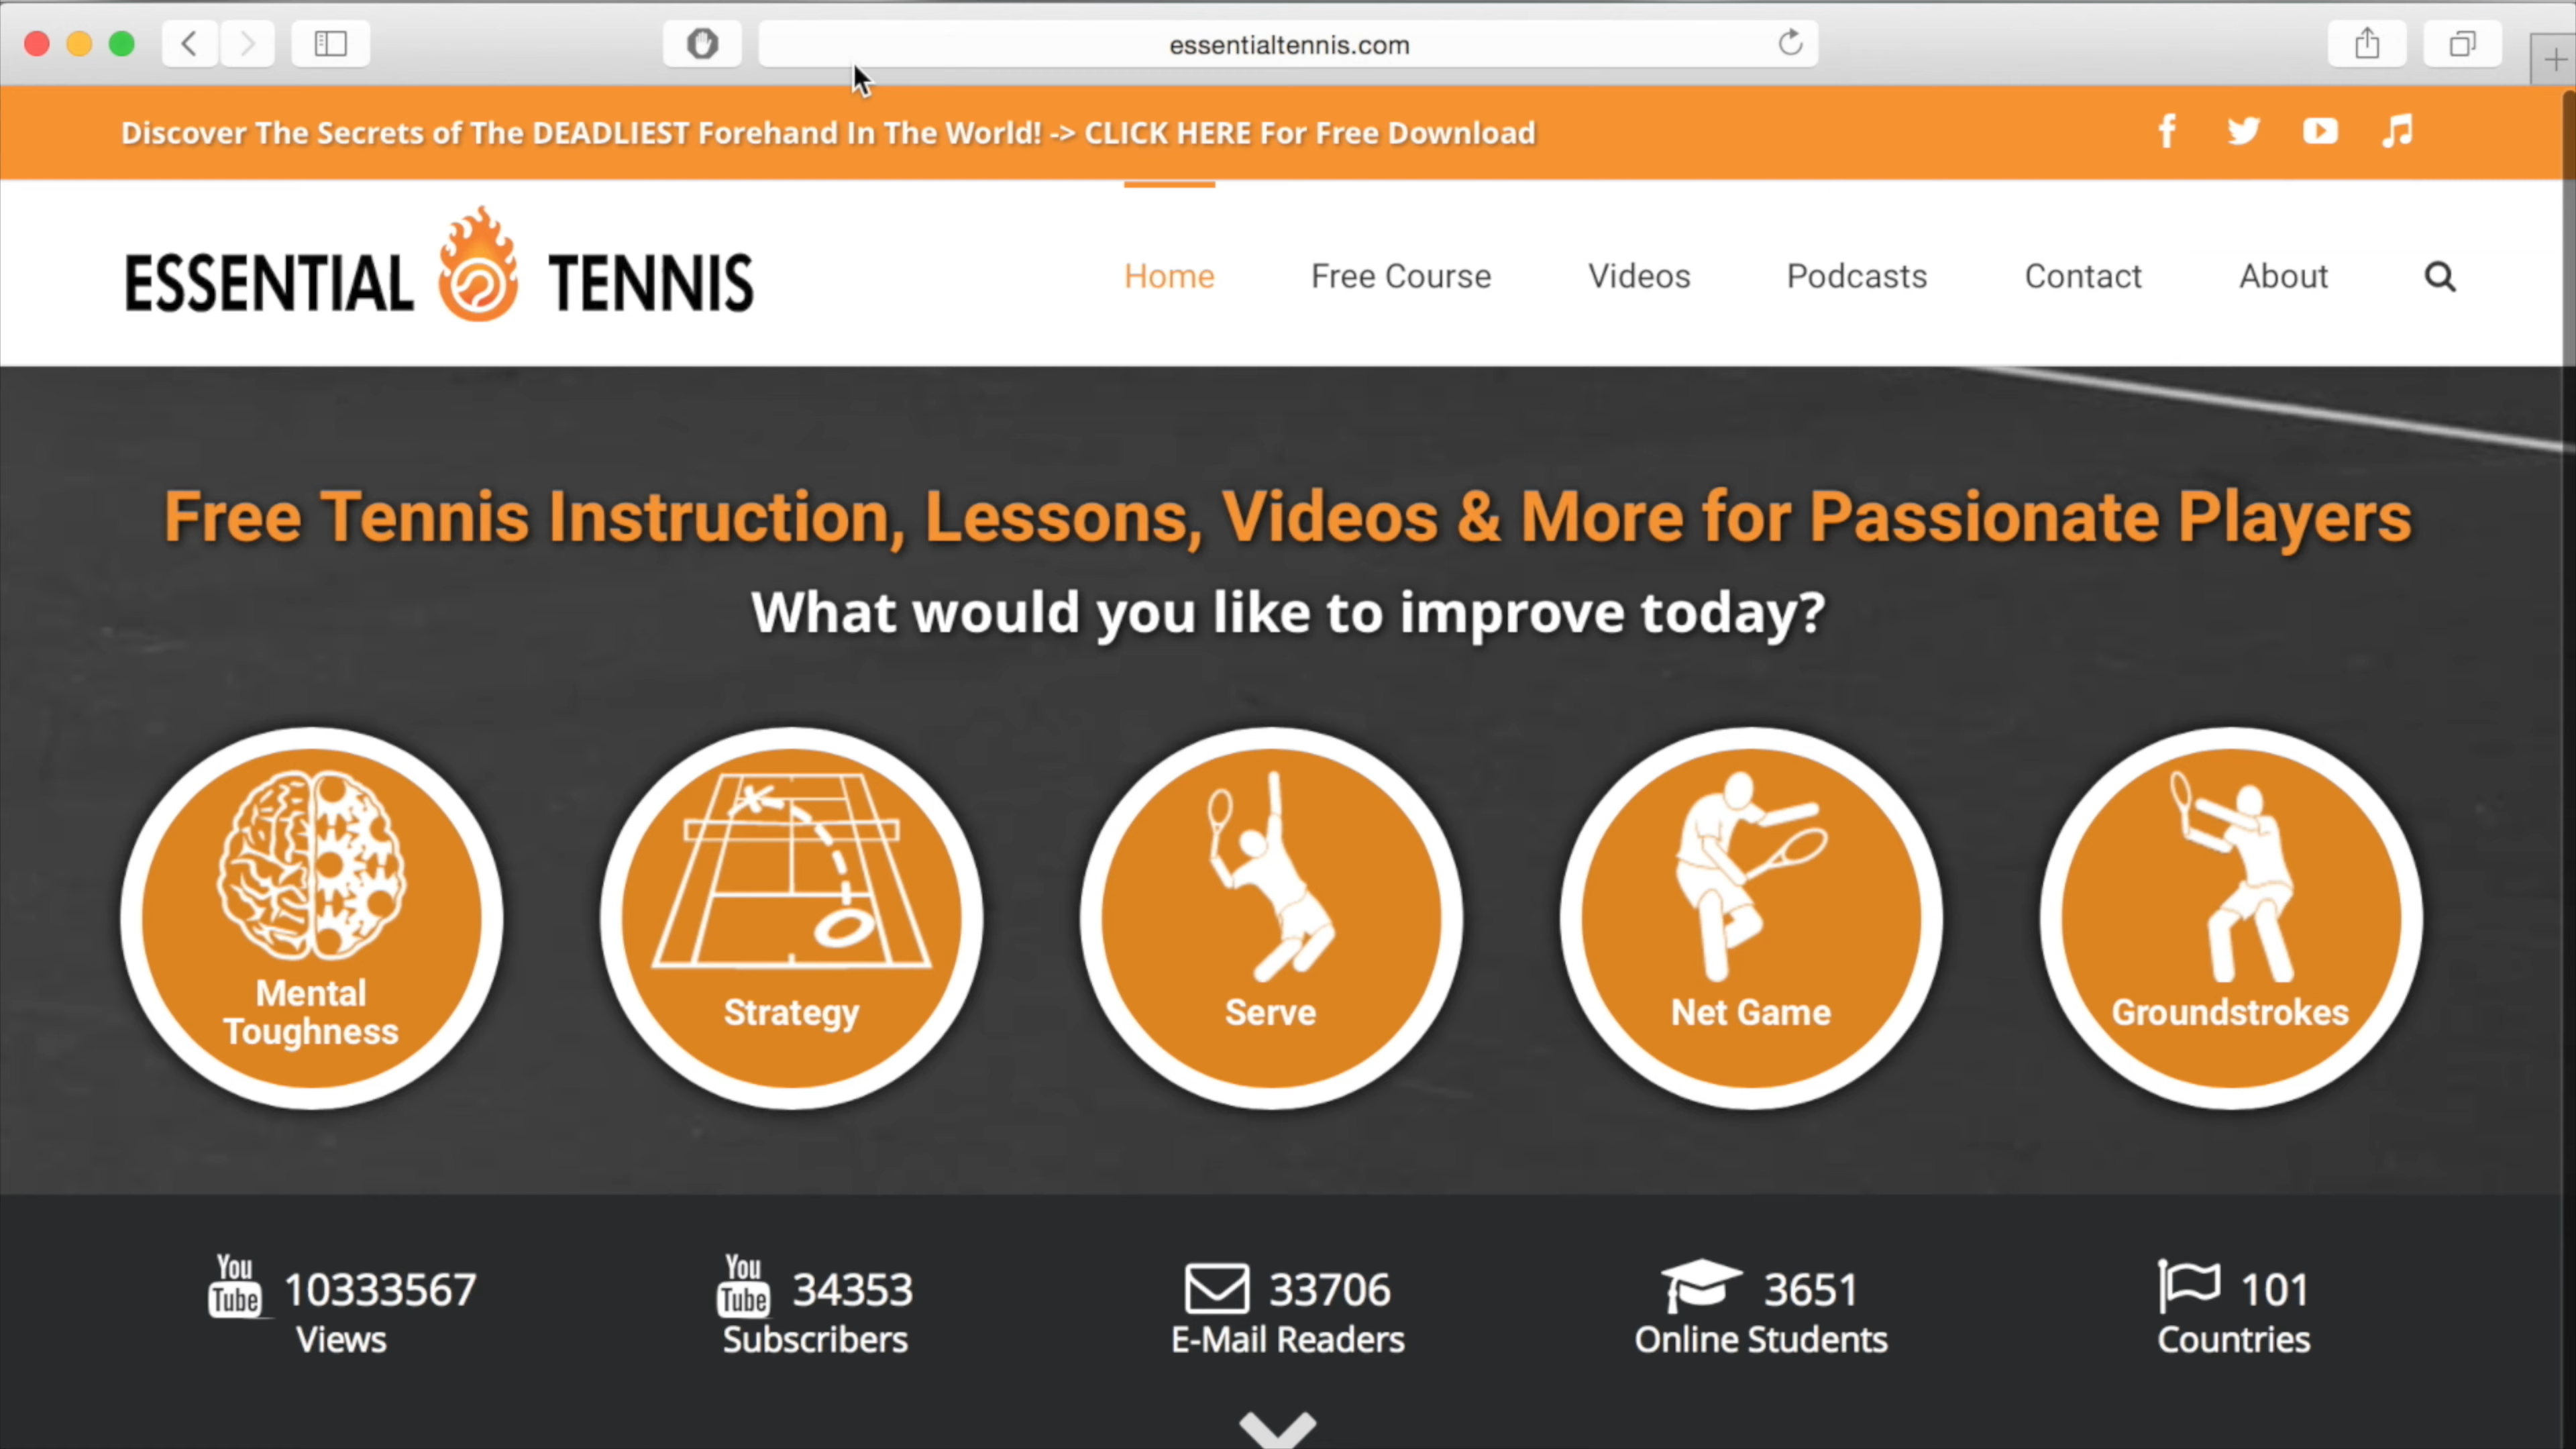 essentialtennis.com
Discover The Secrets of The DEADLIEST Forehand In The World! -> CLICK HERE For Free Download
ESSENTIAL TENNIS
Home Free Course Videos Podcasts Contact About
Free Tennis Instruction, Lessons, Videos & More for Passionate Players
What would you like to improve today?
Mental
Toughness
Strategy
Serve
Net Game
Groundstrokes
You Tube 10333567
Views
You Tube 34353
Subscribers
33706
E-Mail Readers
3651
Online Students
101
Countries